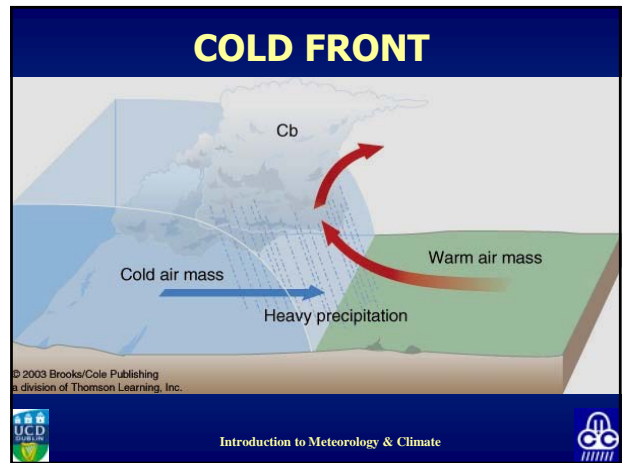 COLD FRONT
Cb
Warm air mass
Cold air mass
Heavy precipitation
© 2003 Brooks/Cole Publishing
a division of Thomson Learning, Inc.
UCD
DUBLIN
Introduction to Meteorology & Climate